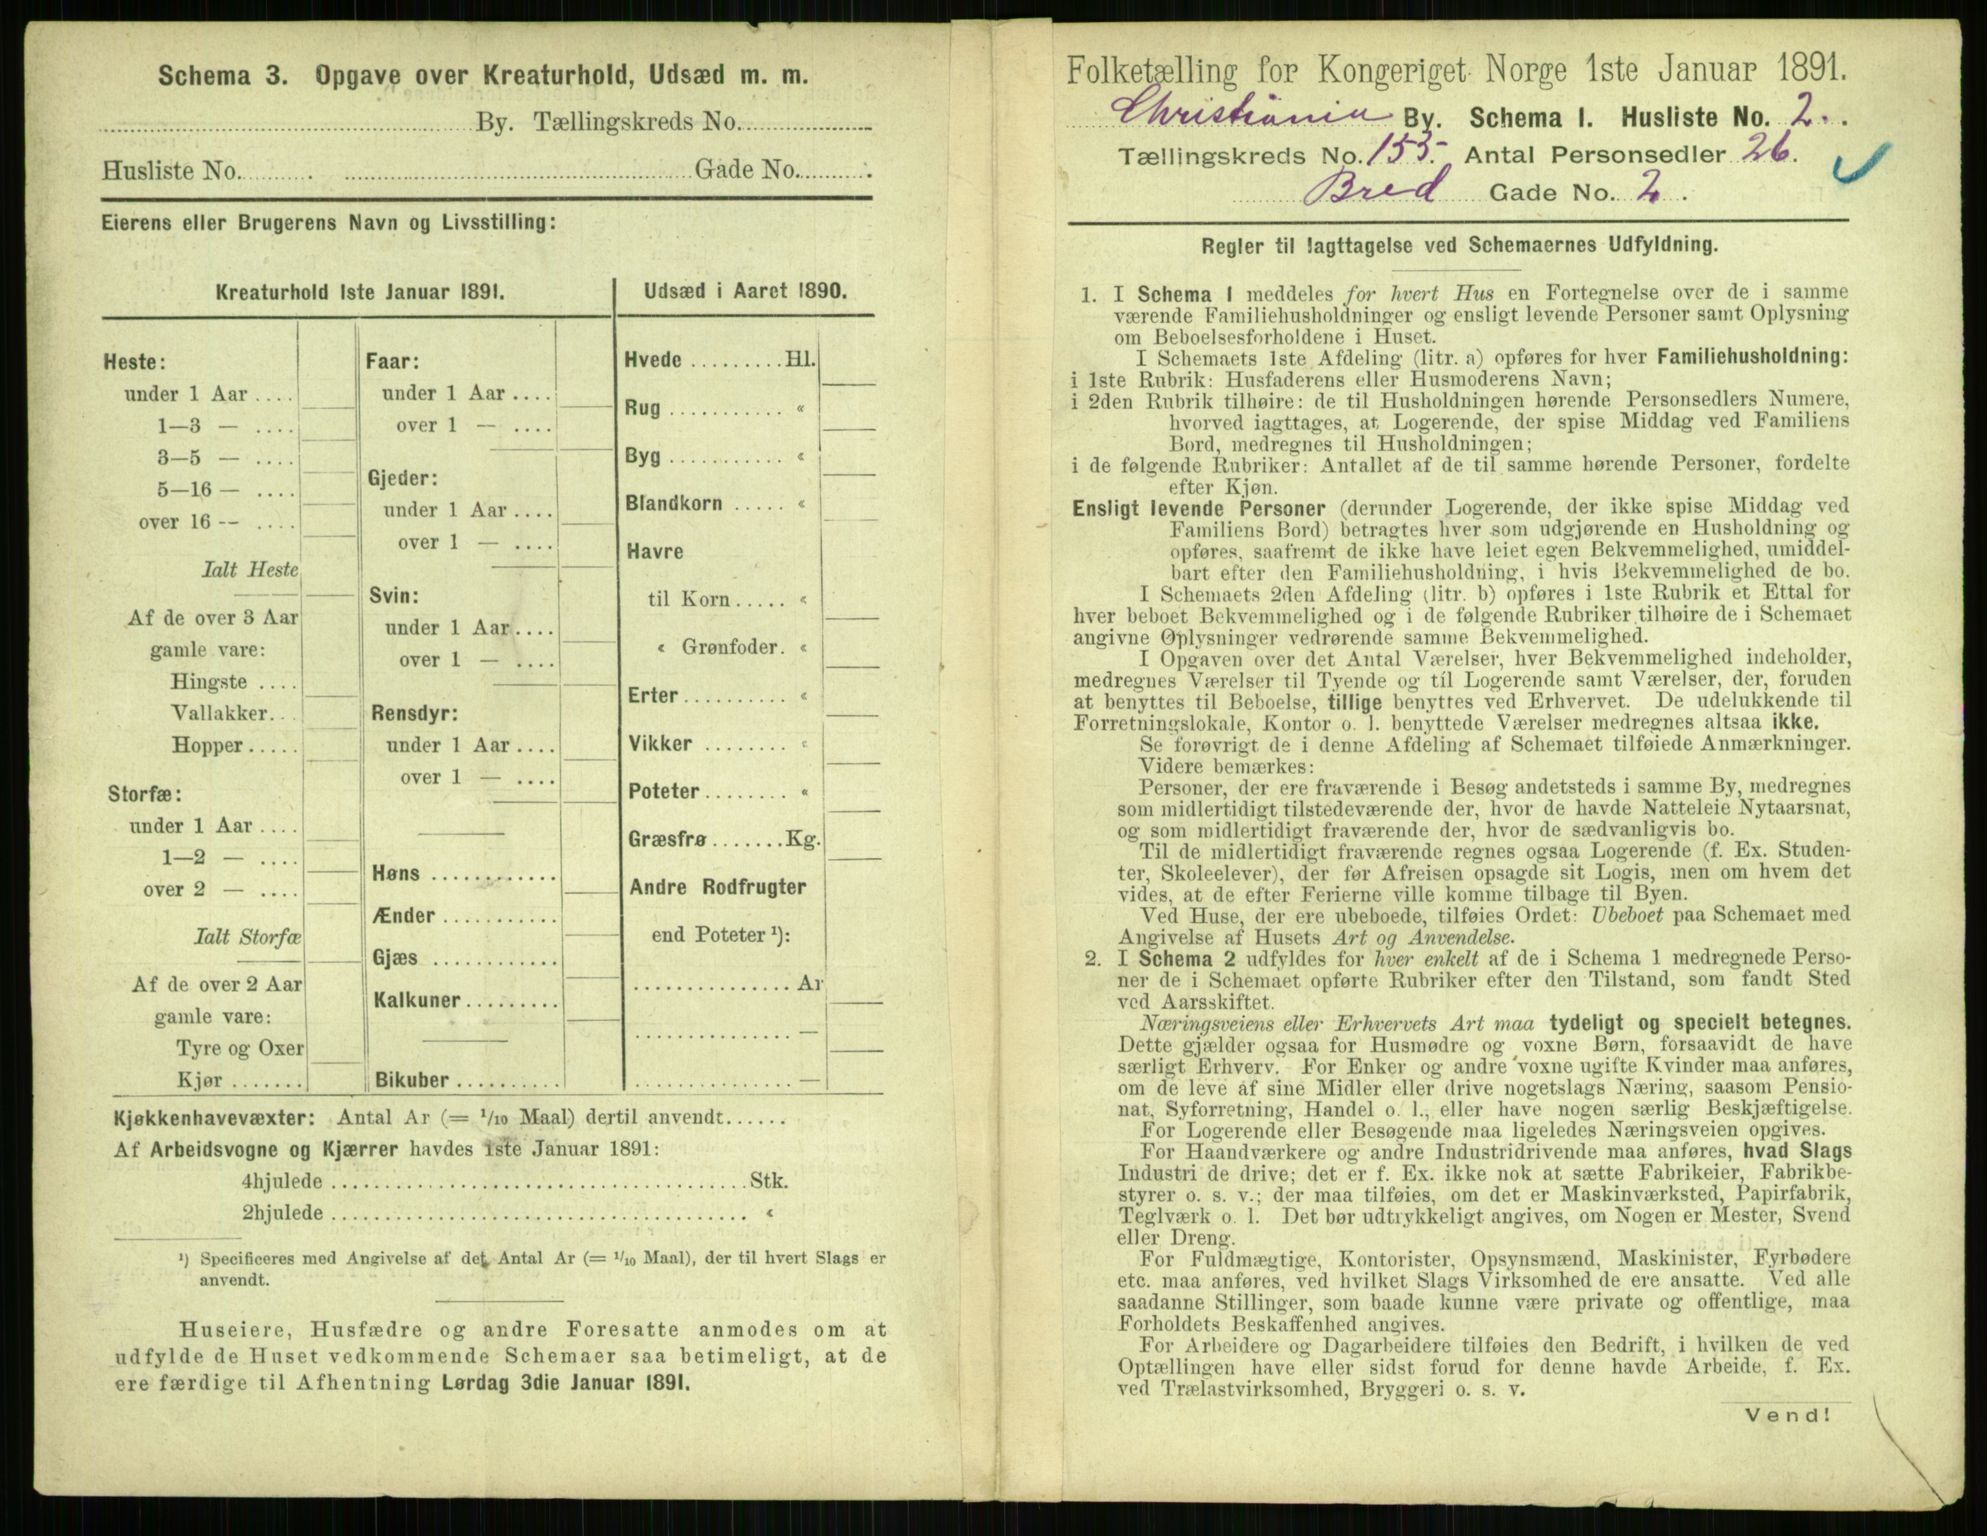 Schema 3. Opgave over Kreaturhold, Udsæd m. m.
By. Tællingskreds No.
Husliste No. Gade No.
Eierens eller Brugerens Navn og Livsstilling:
Kreaturhold 1ste Januar 1891.
Heste:
under 1 Aar ....
1—3 — ....
3—5 — ....
5—16 — ....
over 16 -- ....
Ialt Heste
Af de over 3 Aar
gamle vare:
Hingste ....
Vallakker...
Hopper.....
Storfæ:
under 1 Aar ....
1—2 — ....
over 2 — ....
Ialt Storfæ
Af de over 2 Aar
gamle vare:
Tyre og Oxer
Kjør .......
Faar:
under 1 Aar ....
over 1 — ....
Gjeder:
under 1 Aar ....
over 1 — ....
Svin:
under 1 Aar....
over 1 — ....
Rensdyr:
under 1 Aar ....
over 1 — ....
Høns ............
Ænder ...........
Gjæs ............
Kalkuner.........
Bikuber ..........
Udsæd i Aaret 1890.
Hvede .........Hl.
Rug ........... «
Byg ........... «
Blandkorn ..... «
Havre
til Korn..... «
« Grønfoder. «
Erter .......... «
Vikker ........ «
Poteter........ «
Græsfrø .......Kg.
Andre Rodfrugter
end Poteter ¹):
............... Ar
............... —
............... —
Kjøkkenhavevæxter: Antal Ar (= 1/10 Maal) dertil anvendt......
Af Arbeidsvogne og Kjærrer havdes 1ste Januar 1891:
4hjulede .......................................Stk.
2hjulede ....................................... «
¹) Specificeres med Angivelse af det Antal Ar (= 1/10 Maal), der til hvert Slags er
anvendt.
Huseiere, Husfædre og andre Foresatte anmodes om at
udfylde de Huset vedkommende Schemaer saa betimeligt, at de
ere færdige til Afhentning Lørdag 3die Januar 1891.
Folketælling for Kongeriget Norge 1ste Januar 1891.
Christiania By. Schema I. Husliste No. 2.
Tællingskreds No. 153. Antal Personsedler 26.
Bred Gade No. 2.
Regler til Iagttagelse ved Schemaernes Udfyldning.
1. I Schema 1 meddeles for hvert Hus en Fortegnelse over de i samme
værende Familiehusholdninger og ensligt levende Personer samt Oplysning
om Beboelsesforholdene i Huset.
I Schemaets 1ste Afdeling (litr. a) opføres for hver Familiehusholdning:
i 1ste Rubrik: Husfaderens eller Husmoderens Navn;
i 2den Rubrik tilhøire: de til Husholdningen hørende Personsedlers Numere,
hvorved iagttages, at Logerende, der spise Middag ved Familiens
Bord, medregnes til Husholdningen;
i de følgende Rubriker: Antallet af de til samme hørende Personer, fordelte
efter Kjøn.
Ensligt levende Personer (derunder Logerende, der ikke spise Middag ved
Familiens Bord) betragtes hver som udgjørende en Husholdning og
opføres, saafremt de ikke have leiet egen Bekvemmelighed, umiddel-
bart efter den Familiehusholdning, i hvis Bekvemmelighed de bo.
I Schemaets 2den Afdeling (litr. b) opføres i 1ste Rubrik et Ettal for
hver beboet Bekvemmelighed og i de følgende Rubriker tilhøire de i Schemaet
angivne Oplysninger vedrørende samme Bekvemmelighed.
I Opgaven over det Antal Værelser, hver Bekvemmelighed indeholder,
medregnes Værelser til Tyende og til Logerende samt Værelser, der, foruden
at benyttes til Beboelse, tillige benyttes ved Erhvervet. De udelukkende til
Forretningslokale, Kontor o. l. benyttede Værelser medregnes altsaa ikke.
Se forøvrigt de i denne Afdeling af Schemaet tilføiede Anmærkninger.
Videre bemærkes:
Personer, der ere fraværende i Besøg andetsteds i samme By, medregnes
som midlertidigt tilstedeværende der, hvor de havde Natteleie Nytaarsnat,
og som midlertidigt fraværende der, hvor de sædvanligvis bo.
Til de midlertidigt fraværende regnes ogsaa Logerende (f. Ex. Studen-
ter, Skoleelever), der før Afreisen opsagde sit Logis, men om hvem det
vides, at de efter Ferierne ville komme tilbage til Byen.
Ved Huse, der ere ubeboede, tilføies Ordet: Ubeboet paa Schemaet med
Angivelse af Husets Art og Anvendelse.
2. I Schema 2 udfyldes for hver enkelt af de i Schema 1 medregnede Perso-
ner de i Schemaet opførte Rubriker efter den Tilstand, som fandt Sted
ved Aarsskiftet.
Næringsveiens eller Erhvervets Art maa tydeligt og specielt betegnes.
Dette gjælder ogsaa for Husmødre og voxne Børn, forsaavidt de have
særligt Erhverv. For Enker og andre voxne ugifte Kvinder maa anføres,
om de leve af sine Midler eller drive nogetslags Næring, saasom Pensio-
nat, Syforretning, Handel o. l., eller have nogen særlig Beskjæftigelse.
For Logerende eller Besøgende maa ligeledes Næringsveien opgives.
For Haandværkere og andre Industridrivende maa anføres, hvad Slags
Industri de drive; det er f. Ex. ikke nok at sætte Fabrikeier, Fabrikbe-
styrer o. s. v.; der maa tilføies, om det er Maskinværksted, Papirfabrik,
Teglværk o. l. Det bør udtrykkeligt angives, om Nogen er Mester, Svend
eller Dreng.
For Fuldmægtige, Kontorister, Opsynsmænd, Maskinister, Fyrbødere
etc. maa anføres, ved hvilket Slags Virksomhed de ere ansatte. Ved alle
saadanne Stillinger, som baade kunne være private og offentlige, maa
Forholdets Beskaffenhed angives.
For Arbeidere og Dagarbeidere tilføies den Bedrift, i hvilken de ved
Optællingen have eller sidst forud for denne havde Arbeide, f. Ex.
ved Trælastvirksomhed, Bryggeri o. s. v.
Vend!